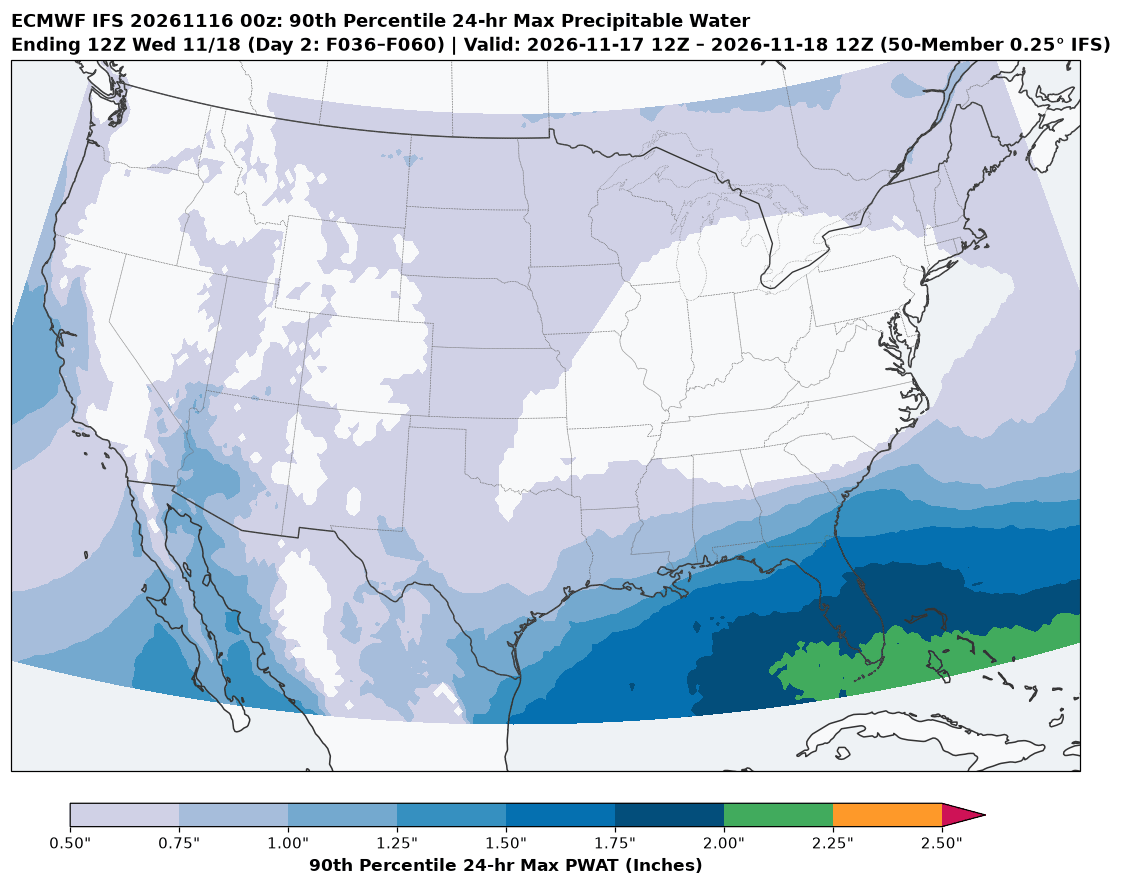 ECMWF IFS 20261116 00z: 90th Percentile 24-hr Max Precipitable Water
Ending 12Z Wed 11/18 (Day 2: F036–F060) | Valid: 2026-11-17 12Z – 2026-11-18 12Z (50-Member 0.25° IFS)
0.50" 0.75" 1.00" 1.25" 1.50" 1.75" 2.00" 2.25" 2.50"
90th Percentile 24-hr Max PWAT (Inches)